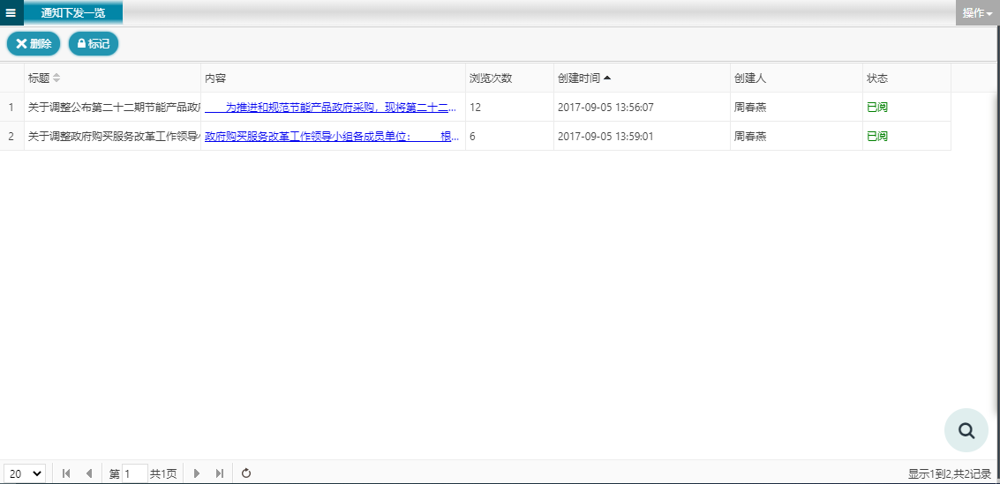 通知下发一览 操作
删除 标记
标题 内容 浏览次数 创建时间 创建人 状态
1 关于调整公布第二十二期节能产品政府 为推进和规范节能产品政府采购，现将第二十二... 12 2017-09-05 13:56:07 周春燕 已阅
2 关于调整政府购买服务改革工作领导小 政府购买服务改革工作领导小组各成员单位： 根... 6 2017-09-05 13:59:01 周春燕 已阅
20 第 1 共1页 显示1到2,共2记录